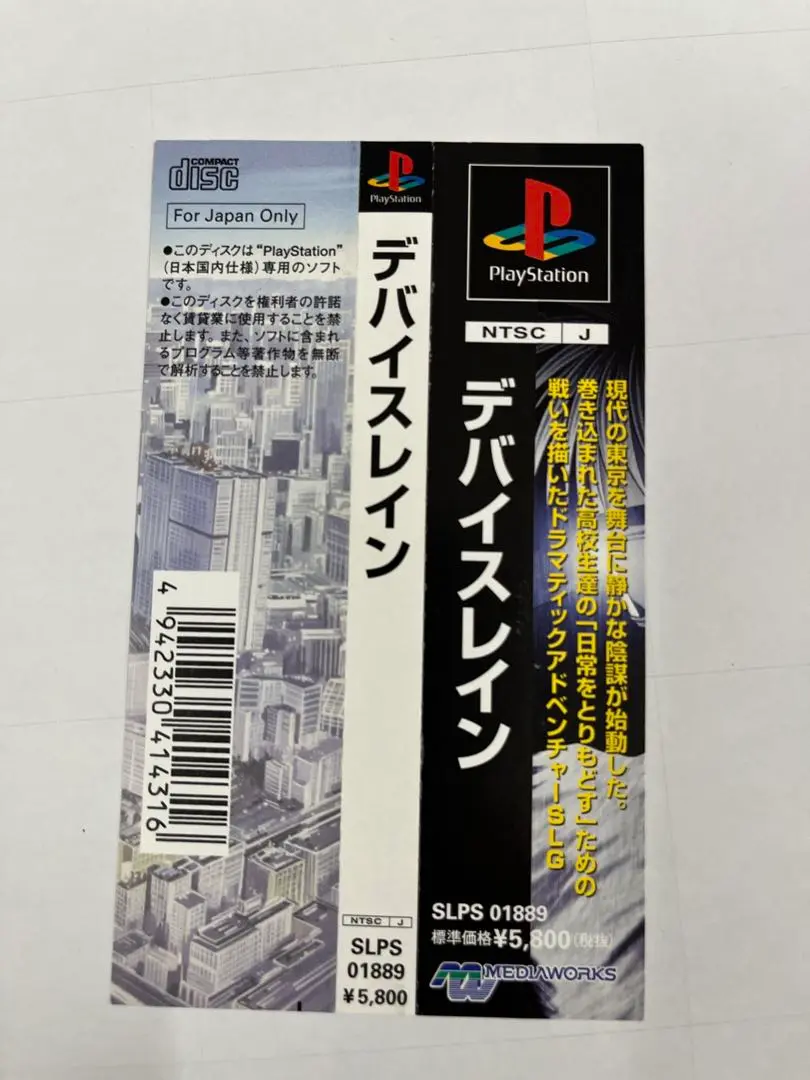 COMPACT
disc
For Japan Only
●このディスクは“PlayStation”
(日本国内仕様)専用のソフト
です。
●このディスクを権利者の許諾
なく賃貸業に使用することを禁
止します。また、ソフトに含まれ
るプログラム等著作物を無断
で解析することを禁止します。
4942330414316
PlayStation
デバイスレイン
NTSC J
SLPS
01889
¥5,800
PlayStation
NTSC J
デバイスレイン
現代の東京を舞台に静かな陰謀が始動した。
巻き込まれた高校生達の「日常をとりもどす」ための
戦いを描いたドラマティックアドベンチャーSLG
SLPS 01889
標準価格¥5,800(税抜)
MEDIAWORKS